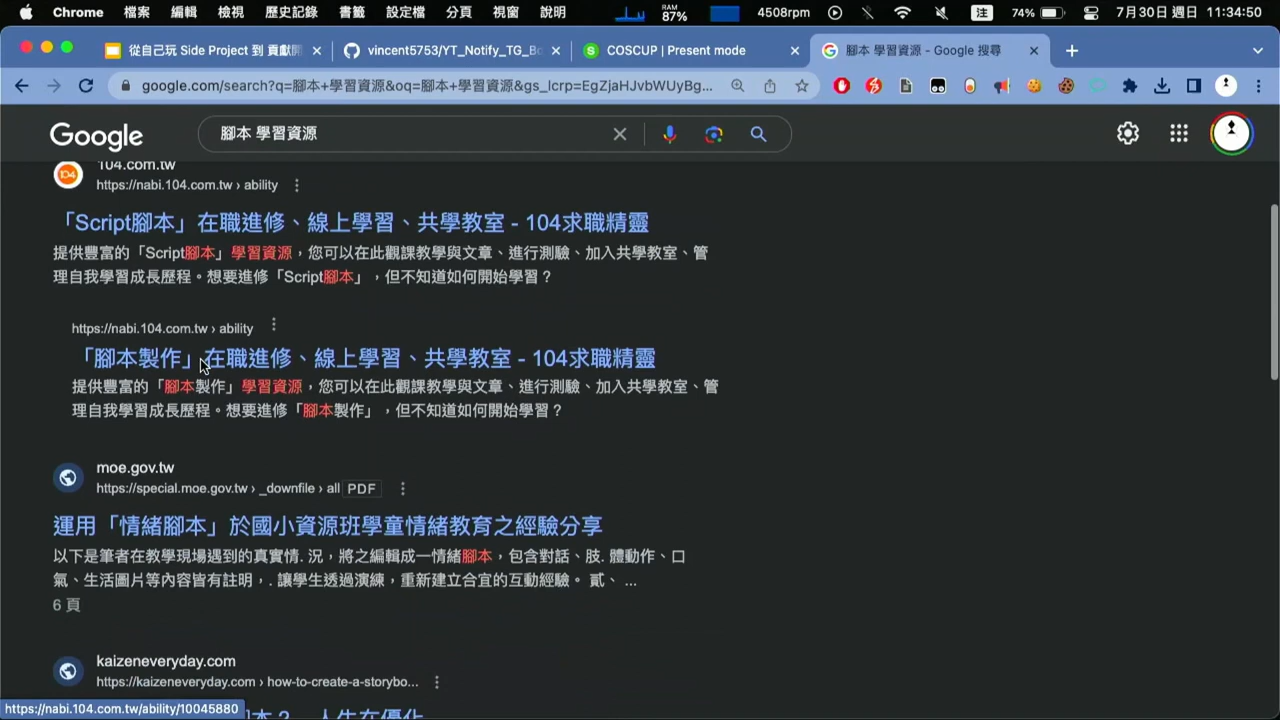 Chrome 檔案 編輯 檢視 歷史記錄 書籤 設定檔 分頁 視窗 說明 RAM 87% 4508rpm 注 74% 7月30日 週日 11:34:50
從自己玩 Side Project 到 貢獻開 vincent5753/YT_Notify_TG_Bo COSCUP | Present mode 腳本 學習資源 - Google 搜尋
google.com/search?q=腳本+學習資源&oq=腳本+學習資源&gs_lcrp=EgZjaHJvbWUyBg...
Google 腳本 學習資源
104 104.com.tw
https://nabi.104.com.tw › ability
「Script腳本」在職進修、線上學習、共學教室 - 104求職精靈
提供豐富的「Script腳本」學習資源，您可以在此觀課教學與文章、進行測驗、加入共學教室、管
理自我學習成長歷程。想要進修「Script腳本」，但不知道如何開始學習？
https://nabi.104.com.tw › ability
「腳本製作」在職進修、線上學習、共學教室 - 104求職精靈
提供豐富的「腳本製作」學習資源，您可以在此觀課教學與文章、進行測驗、加入共學教室、管
理自我學習成長歷程。想要進修「腳本製作」，但不知道如何開始學習？
moe.gov.tw
https://special.moe.gov.tw › _downfile › all PDF
運用「情緒腳本」於國小資源班學童情緒教育之經驗分享
以下是筆者在教學現場遇到的真實情. 況，將之編輯成一情緒腳本，包含對話、肢. 體動作、口
氣、生活圖片等內容皆有註明，. 讓學生透過演練，重新建立合宜的互動經驗。 貳、 ...
6 頁
kaizeneveryday.com
https://kaizeneveryday.com › how-to-create-a-storybo...
https://nabi.104.com.tw/ability/10045880